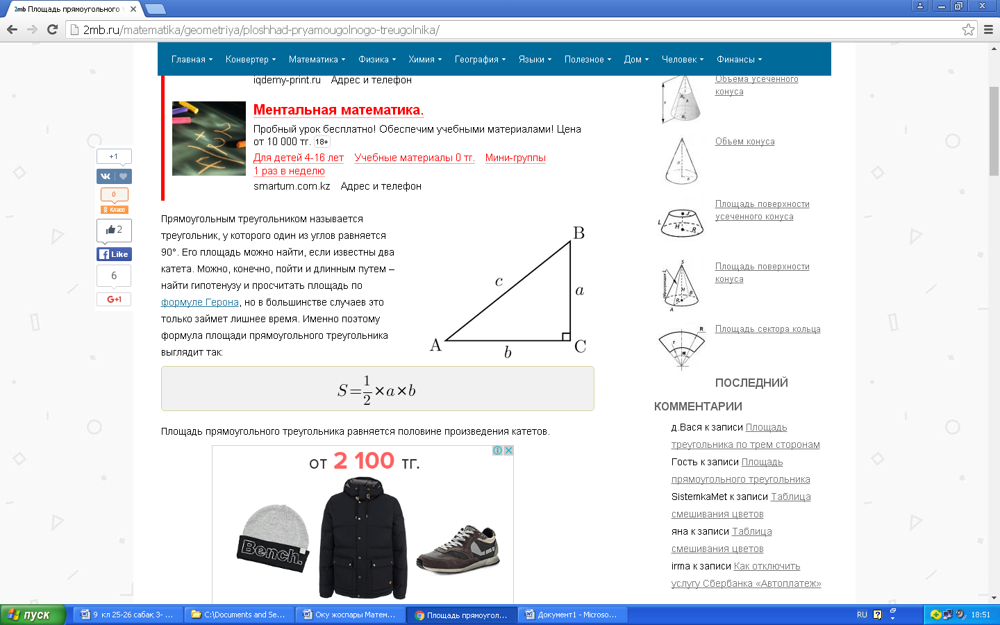 2mb Площадь прямоугольного т
2mb.ru/matematika/geometriya/ploshhad-pryamougolnogo-treugolnika/
Главная Конвертер Математика Физика Химия География Языки Полезное Дом Человек Финансы
iqdemy-print.ru Адрес и телефон
Ментальная математика.
Пробный урок бесплатно! Обеспечим учебными материалами! Цена
от 10 000 тг. 18+
Для детей 4-16 лет Учебные материалы 0 тг. Мини-группы
1 раз в неделю
smartum.com.kz Адрес и телефон
+1
0
Класс
2
Like
6
G+1
Прямоугольным треугольником называется
треугольник, у которого один из углов равняется
90°. Его площадь можно найти, если известны два
катета. Можно, конечно, пойти и длинным путем –
найти гипотенузу и просчитать площадь по
формуле Герона, но в большинстве случаев это
только займет лишнее время. Именно поэтому
формула площади прямоугольного треугольника
выглядит так:
B
c
a
A
b
C
S=1/2×a×b
Площадь прямоугольного треугольника равняется половине произведения катетов.
от 2 100 тг.
Bench.
Объема усеченного
конуса
Объем конуса
Площадь поверхности
усеченного конуса
Площадь поверхности
конуса
Площадь сектора кольца
ПОСЛЕДНИЙ
КОММЕНТАРИИ
д.Вася к записи Площадь
треугольника по трем сторонам
Гость к записи Площадь
прямоугольного треугольника
SistemkaMet к записи Таблица
смешивания цветов
яна к записи Таблица
смешивания цветов
irma к записи Как отключить
услугу Сбербанка «Автоплатеж»
пуск
9 кл 25-26 сабақ 3- ...
C:\Documents and Se...
Оку жоспары Матем...
Площадь прямоугол...
Документ1 - Microso...
RU
18:51